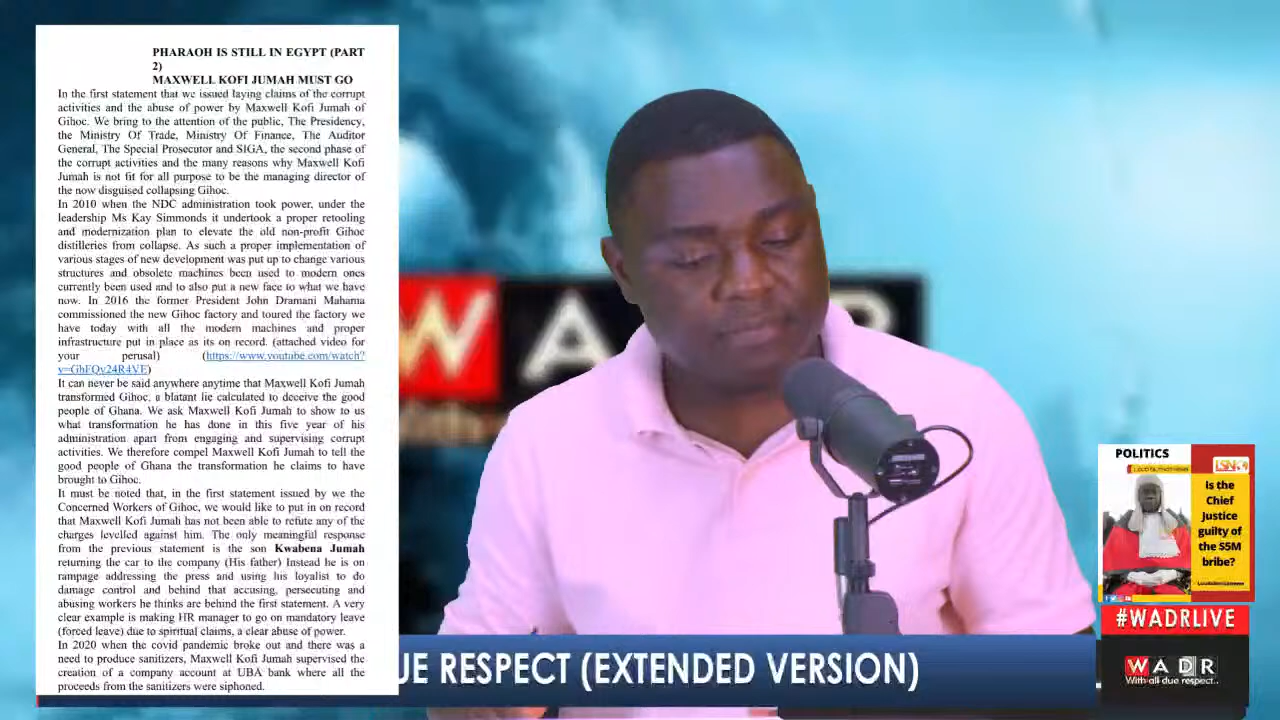 PHARAOH IS STILL IN EGYPT (PART
2)
MAXWELL KOFI JUMAH MUST GO
In the first statement that we issued laying claims of the corrupt
activities and the abuse of power by Maxwell Kofi Jumah of
Gihoc. We bring to the attention of the public, The Presidency,
the Ministry Of Trade, Ministry Of Finance, The Auditor
General, The Special Prosecutor and SIGA, the second phase of
the corrupt activities and the many reasons why Maxwell Kofi
Jumah is not fit for all purpose to be the managing director of
the now disguised collapsing Gihoc.
In 2010 when the NDC administration took power, under the
leadership Ms Kay Simmonds it undertook a proper retooling
and modernization plan to elevate the old non-profit Gihoc
distilleries from collapse. As such a proper implementation of
various stages of new development was put up to change various
structures and obsolete machines been used to modern ones
currently been used and to also put a new face to what we have
now. In 2016 the former President John Dramani Mahama
commissioned the new Gihoc factory and toured the factory we
have today with all the modern machines and proper
infrastructure put in place as its on record. (attached video for
your perusal) (https://www.youtube.com/watch?
v=GhFQv24R4VE)
It can never be said anywhere anytime that Maxwell Kofi Jumah
transformed Gihoc, a blatant lie calculated to deceive the good
people of Ghana. We ask Maxwell Kofi Jumah to show to us
what transformation he has done in this five year of his
administration apart from engaging and supervising corrupt
activities. We therefore compel Maxwell Kofi Jumah to tell the
good people of Ghana the transformation he claims to have
brought to Gihoc.
It must be noted that, in the first statement issued by we the
Concerned Workers of Gihoc, we would like to put in on record
that Maxwell Kofi Jumah has not been able to refute any of the
charges levelled against him. The only meaningful response
from the previous statement is the son Kwabena Jumah
returning the car to the company (His father) Instead he is on
rampage addressing the press and using his loyalist to do
damage control and behind that accusing, persecuting and
abusing workers he thinks are behind the first statement. A very
clear example is making HR manager to go on mandatory leave
(forced leave) due to spiritual claims, a clear abuse of power.
In 2020 when the covid pandemic broke out and there was a
need to produce sanitizers, Maxwell Kofi Jumah supervised the
creation of a company account at UBA bank where all the
proceeds from the sanitizers were siphoned.
W A D R
UE RESPECT (EXTENDED VERSION)
POLITICS
LSN
Is the
Chief
Justice
guilty of
the $5M
bribe?
#WADRLIVE
W A D R
With all due respect..